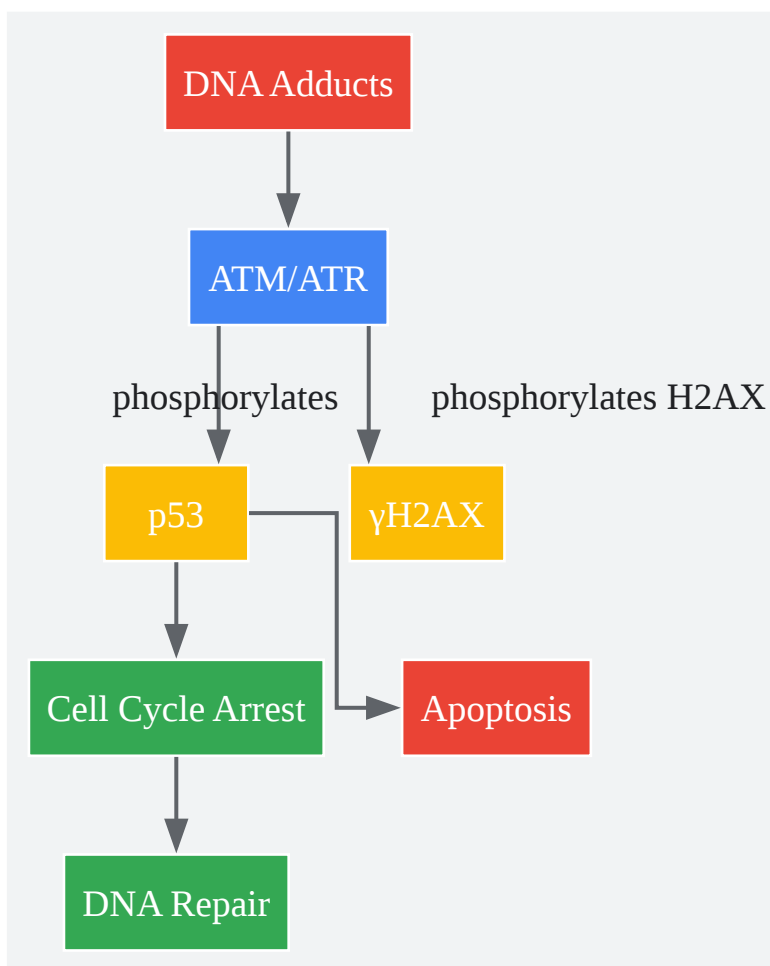 DNA Adducts
ATM/ATR
phosphorylates
phosphorylates H2AX
p53
γH2AX
Cell Cycle Arrest
Apoptosis
DNA Repair